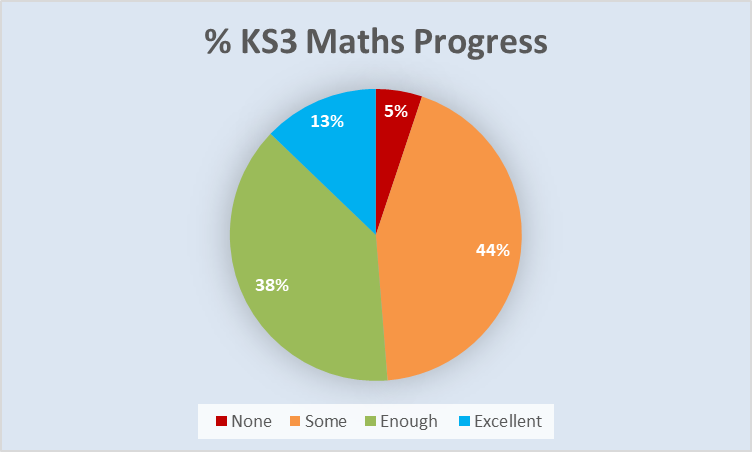 % KS3 Maths Progress
5%
13%
44%
38%
None Some Enough Excellent